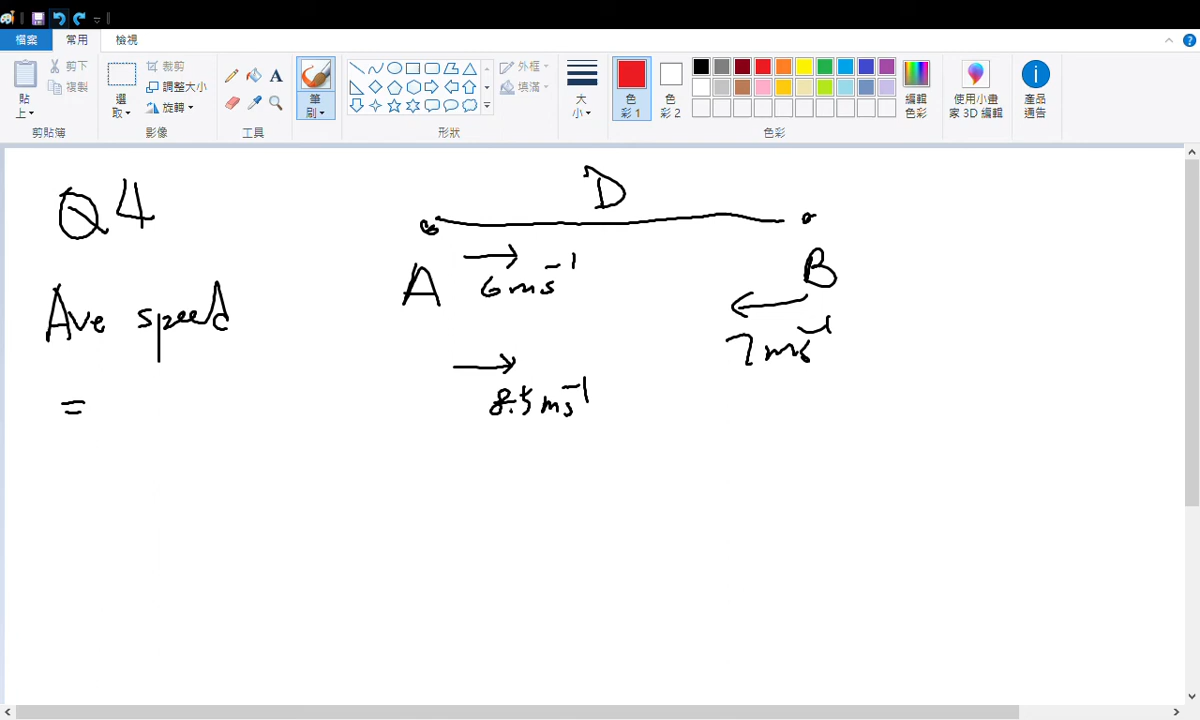 檔案 常用 檢視
貼上 剪下 複製 剪貼簿
選取 裁剪 調整大小 旋轉 影像
A 工具
筆刷
外框 填滿 形狀
大小
色彩 1 色彩 2 編輯色彩 色彩
使用小畫家 3D 編輯
產品通告
Q4
D
A B
6ms⁻¹
7ms⁻¹
Ave speed
8.5ms⁻¹
=